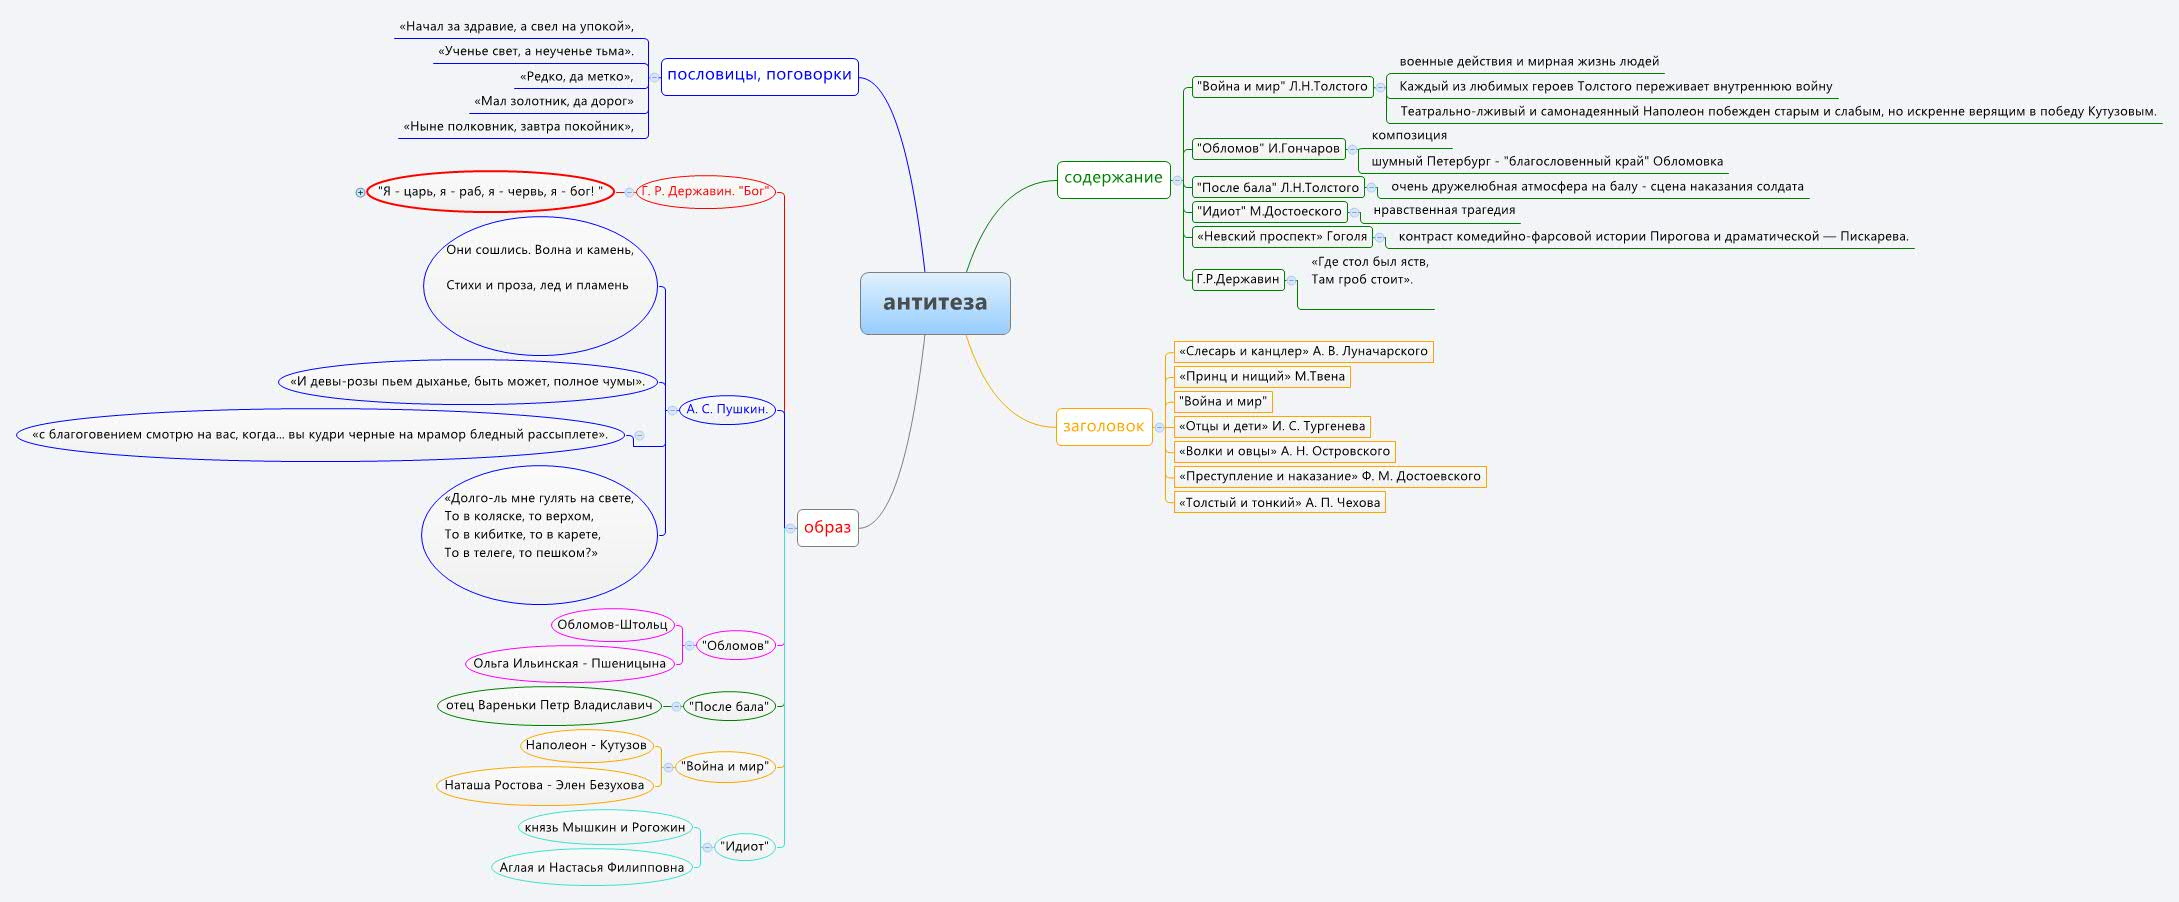 антитеза
пословицы, поговорки
«Начал за здравие, а свел на упокой»,
«Ученье свет, а неученье тьма».
«Редко, да метко»,
«Мал золотник, да дорог»
«Ныне полковник, завтра покойник»,
содержание
"Война и мир" Л.Н.Толстого
военные действия и мирная жизнь людей
Каждый из любимых героев Толстого переживает внутреннюю войну
Театрально-лживый и самонадеянный Наполеон побежден старым и слабым, но искренне верящим в победу Кутузовым.
"Обломов" И.Гончаров
композиция
шумный Петербург - "благословенный край" Обломовка
"После бала" Л.Н.Толстого
очень дружелюбная атмосфера на балу - сцена наказания солдата
"Идиот" М.Достоеского
нравственная трагедия
«Невский проспект» Гоголя
контраст комедийно-фарсовой истории Пирогова и драматической — Пискарева.
Г.Р.Державин
«Где стол был яств,
Там гроб стоит».
заголовок
«Слесарь и канцлер» А. В. Луначарского
«Принц и нищий» М.Твена
"Война и мир"
«Отцы и дети» И. С. Тургенева
«Волки и овцы» А. Н. Островского
«Преступление и наказание» Ф. М. Достоевского
«Толстый и тонкий» А. П. Чехова
образ
Г. Р. Державин. "Бог"
"Я - царь, я - раб, я - червь, я - бог! "
А. С. Пушкин.
Они сошлись. Волна и камень,
Стихи и проза, лед и пламень
«И девы-розы пьем дыханье, быть может, полное чумы».
«с благоговением смотрю на вас, когда... вы кудри черные на мрамор бледный рассыплете».
«Долго-ль мне гулять на свете,
То в коляске, то верхом,
То в кибитке, то в карете,
То в телеге, то пешком?»
"Обломов"
Обломов-Штольц
Ольга Ильинская - Пшеницына
"После бала"
отец Вареньки Петр Владиславич
"Война и мир"
Наполеон - Кутузов
Наташа Ростова - Элен Безухова
"Идиот"
князь Мышкин и Рогожин
Аглая и Настасья Филипповна